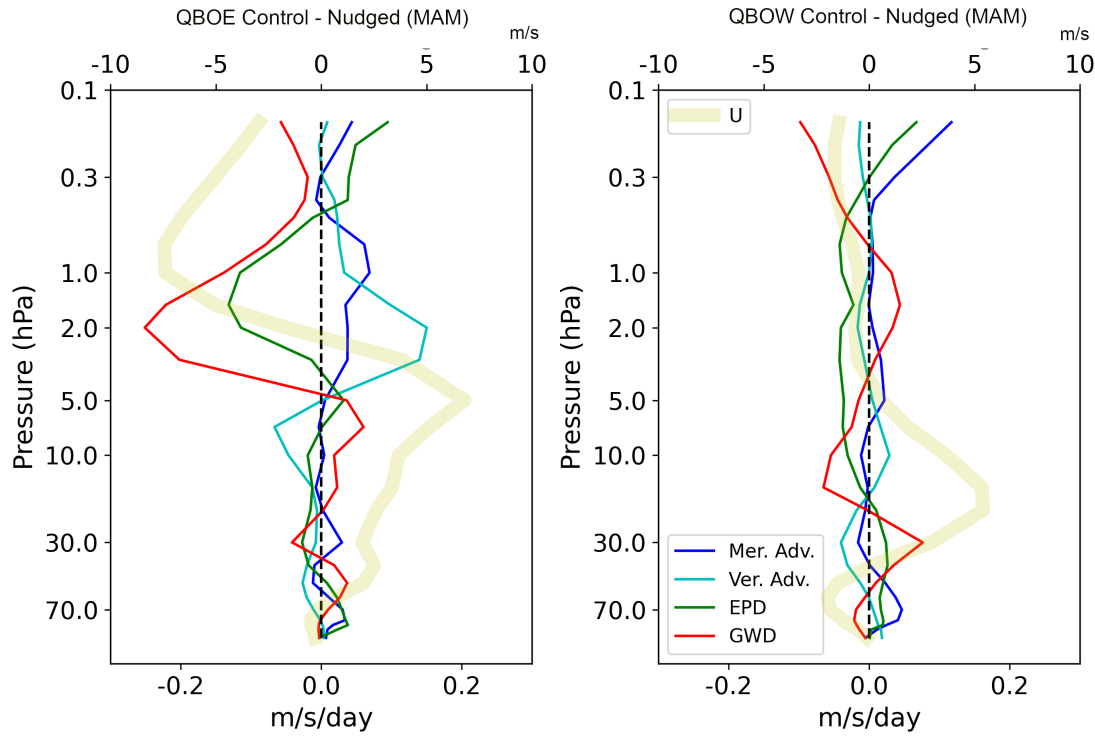 QBOE Control - Nudged (MAM)
m/s
-10 -5 0 5 10
0.1
0.3
1.0
2.0
5.0
10.0
30.0
70.0
Pressure (hPa)
-0.2 0.0 0.2
m/s/day
QBOW Control - Nudged (MAM)
m/s
-10 -5 0 5 10
U
0.1
0.3
1.0
2.0
5.0
10.0
30.0
70.0
Pressure (hPa)
Mer. Adv.
Ver. Adv.
EPD
GWD
-0.2 0.0 0.2
m/s/day